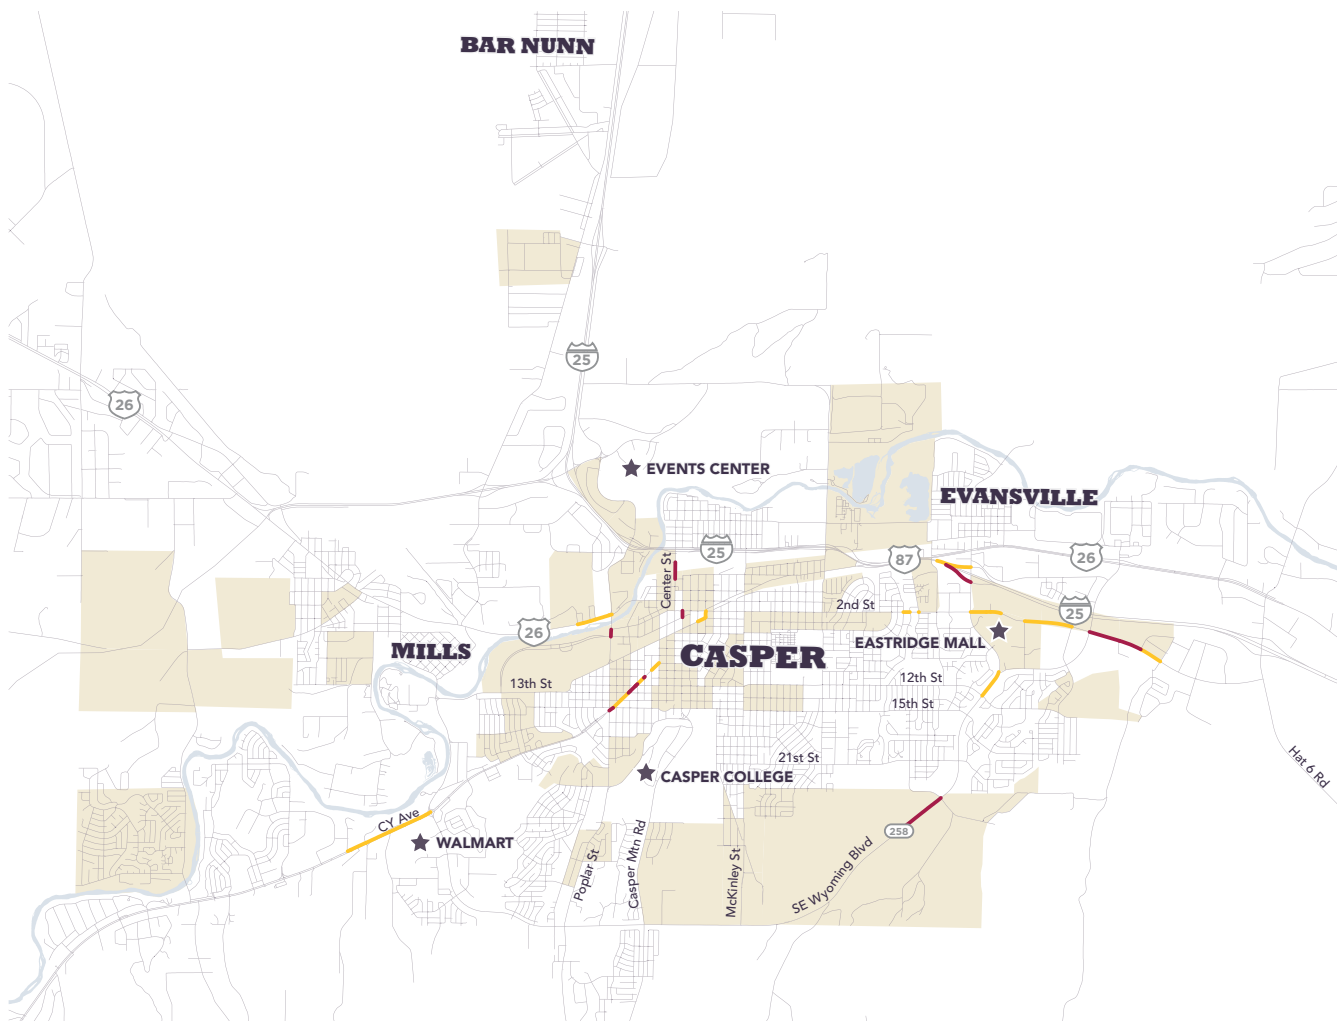 BAR NUNN
25
26
EVENTS CENTER
EVANSVILLE
25
87
26
Center St
2nd St
25
26
MILLS
EASTRIDGE MALL
CASPER
13th St
12th St
15th St
21st St
CASPER COLLEGE
Hat 6 Rd
CY Ave
WALMART
258
Poplar St
Casper Mtn Rd
McKinley St
SE Wyoming Blvd